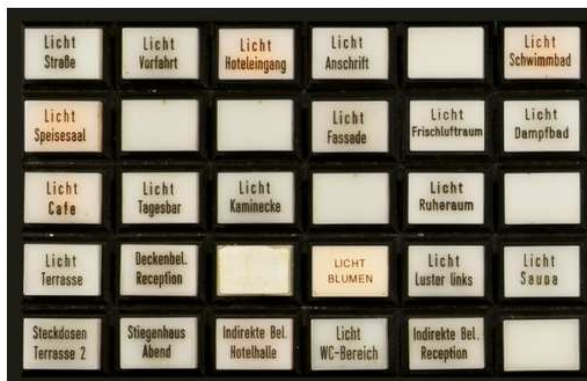 Licht
Straße
Licht
Vorfahrt
Licht
Hoteleingang
Licht
Anschrift
Licht
Schwimmbad
Licht
Speisesaal
Licht
Fassade
Licht
Frischluftraum
Licht
Dampfbad
Licht
Cafe
Licht
Tagesbar
Licht
Kaminecke
Licht
Ruheraum
Licht
Terrasse
Deckenbel.
Reception
LICHT
BLUMEN
Licht
Luster links
Licht
Sauna
Steckdosen
Terrasse 2
Stiegenhaus
Abend
Indirekte Bel.
Hotelhalle
Licht
WC-Bereich
Indirekte Bel.
Reception